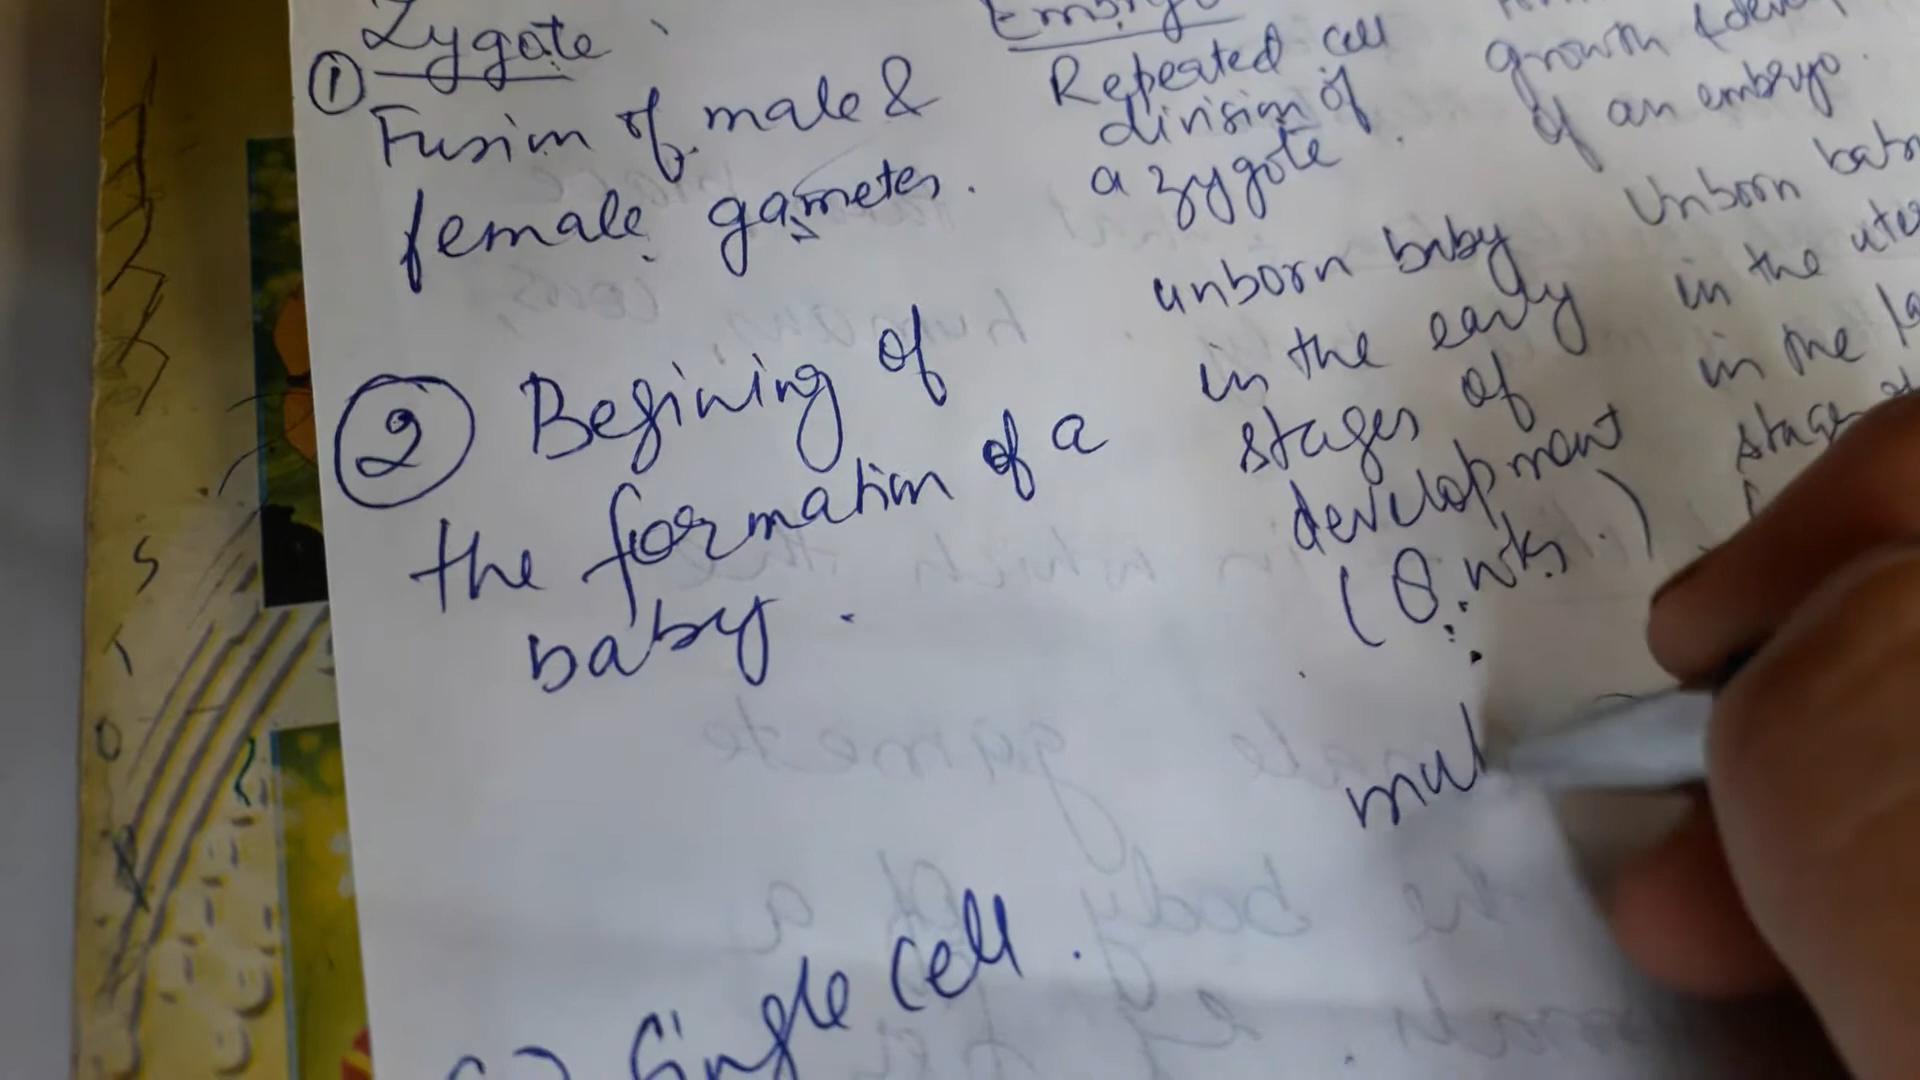 Zygote
①
Fusion of male &
female gametes.
② Begining of
the formation of a
baby.
Single cell.
Embryo
Repeated cell
division of
a zygote.
unborn baby
in the early
stages of
development
(8 wks.)
growth &
of an embryo.
Unborn
in the
in the